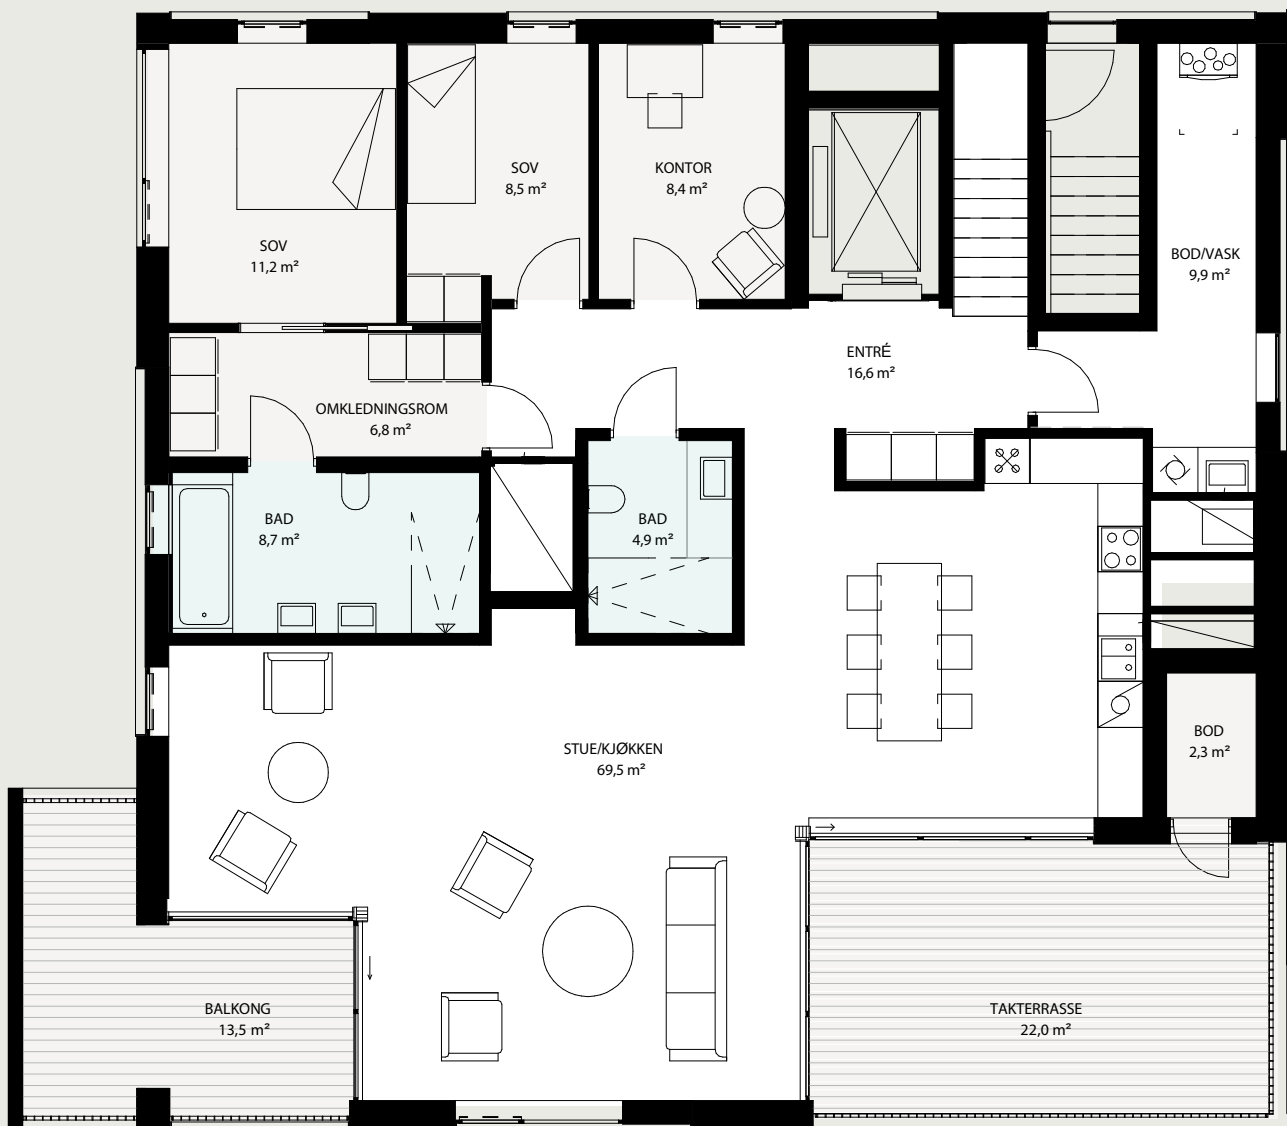 SOV
11,2 m²
SOV
8,5 m²
KONTOR
8,4 m²
BOD/VASK
9,9 m²
ENTRÉ
16,6 m²
OMKLEDNINGSROM
6,8 m²
BAD
8,7 m²
BAD
4,9 m²
STUE/KJØKKEN
69,5 m²
BOD
2,3 m²
BALKONG
13,5 m²
TAKTERRASSE
22,0 m²